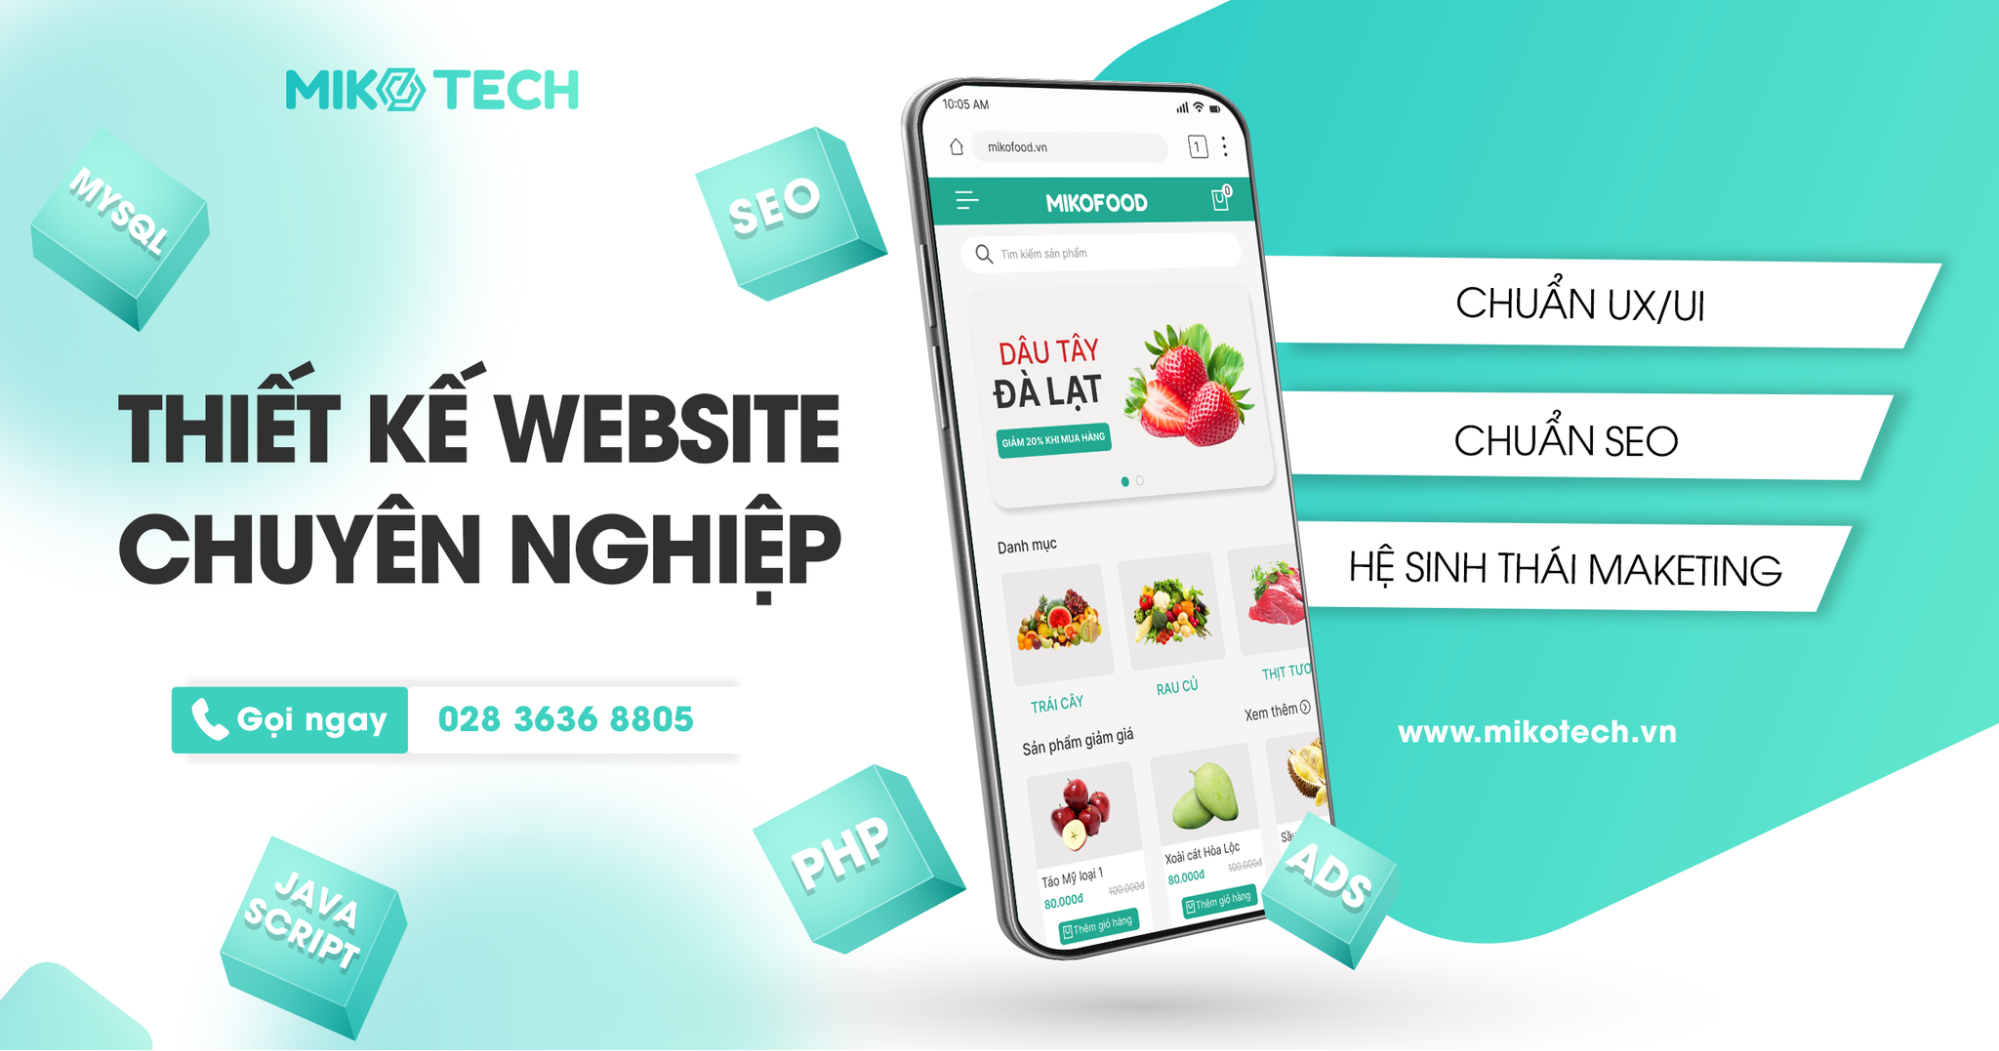 MIKO TECH
MYSQL
SEO
THIẾT KẾ WEBSITE
CHUYÊN NGHIỆP
Gọi ngay
028 3636 8805
JAVA
SCRIPT
PHP
10:05 AM
mikofood.vn
1
MIKOFOOD
0
Tìm kiếm sản phẩm
DÂU TÂY
ĐÀ LẠT
GIẢM 20% KHI MUA HÀNG
Danh mục
TRÁI CÂY
RAU CỦ
THỊT TƯƠ
Sản phẩm giảm giá
Xem thêm
Táo Mỹ loại 1
80.000đ
100.000đ
Thêm giỏ hàng
Xoài cát Hòa Lộc
80.000đ
100.000đ
Thêm giỏ hàng
ADS
CHUẨN UX/UI
CHUẨN SEO
HỆ SINH THÁI MAKETING
www.mikotech.vn